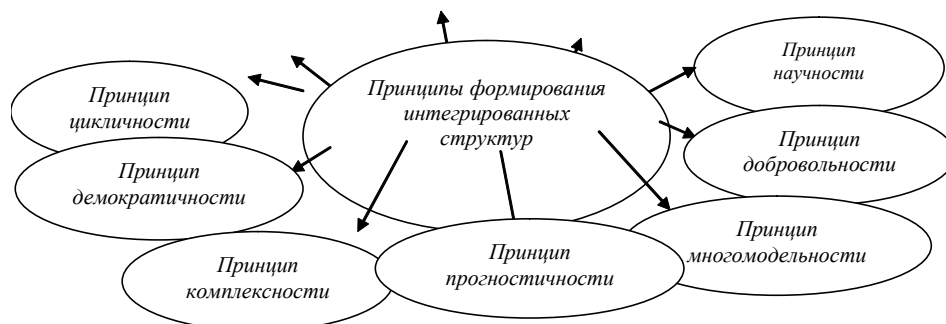 Принципы формирования
интегрированных
структур
Принцип
научности
Принцип
цикличности
Принцип
добровольности
Принцип
демократичности
Принцип
многомодельности
Принцип
прогностичности
Принцип
комплексности